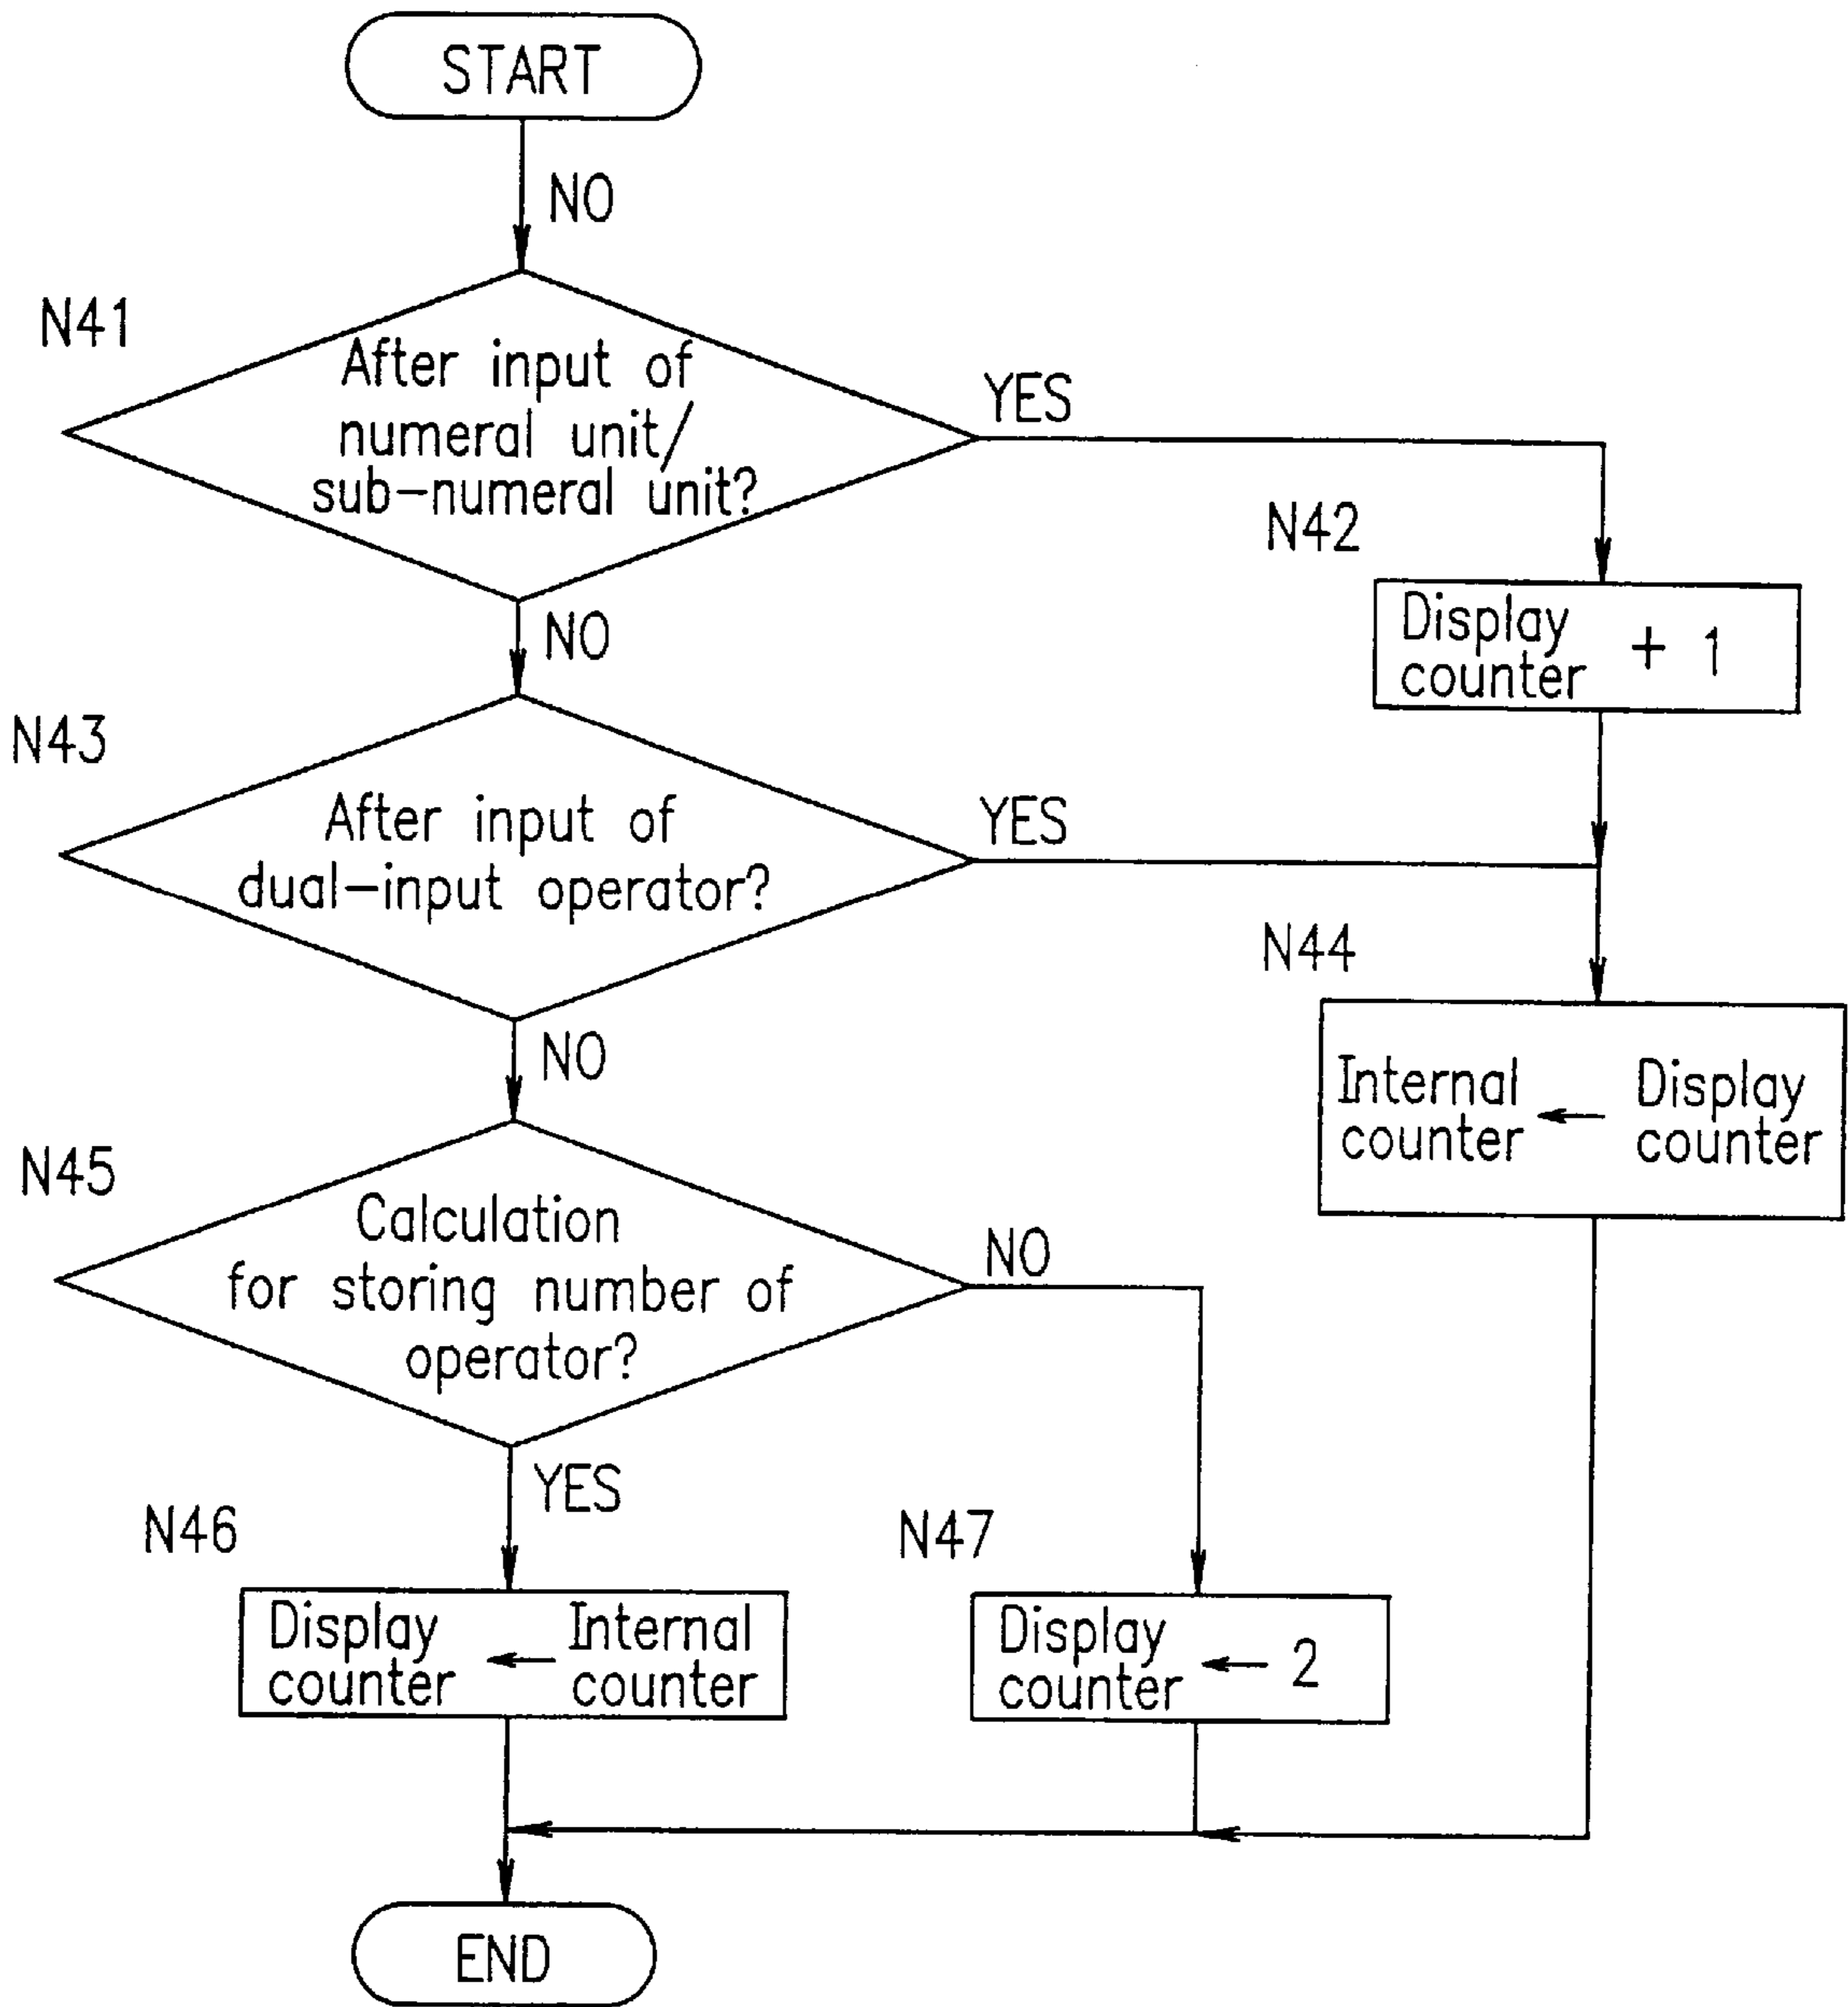 START
NO
N41
After input of
numeral unit/
sub-numeral unit?
YES
N42
Display
counter + 1
NO
N43
After input of
dual-input operator?
YES
N44
Internal
counter ← Display
counter
NO
N45
Calculation
for storing number of
operator?
NO
YES
N46
Display
counter ← Internal
counter
N47
Display
counter ← 2
END